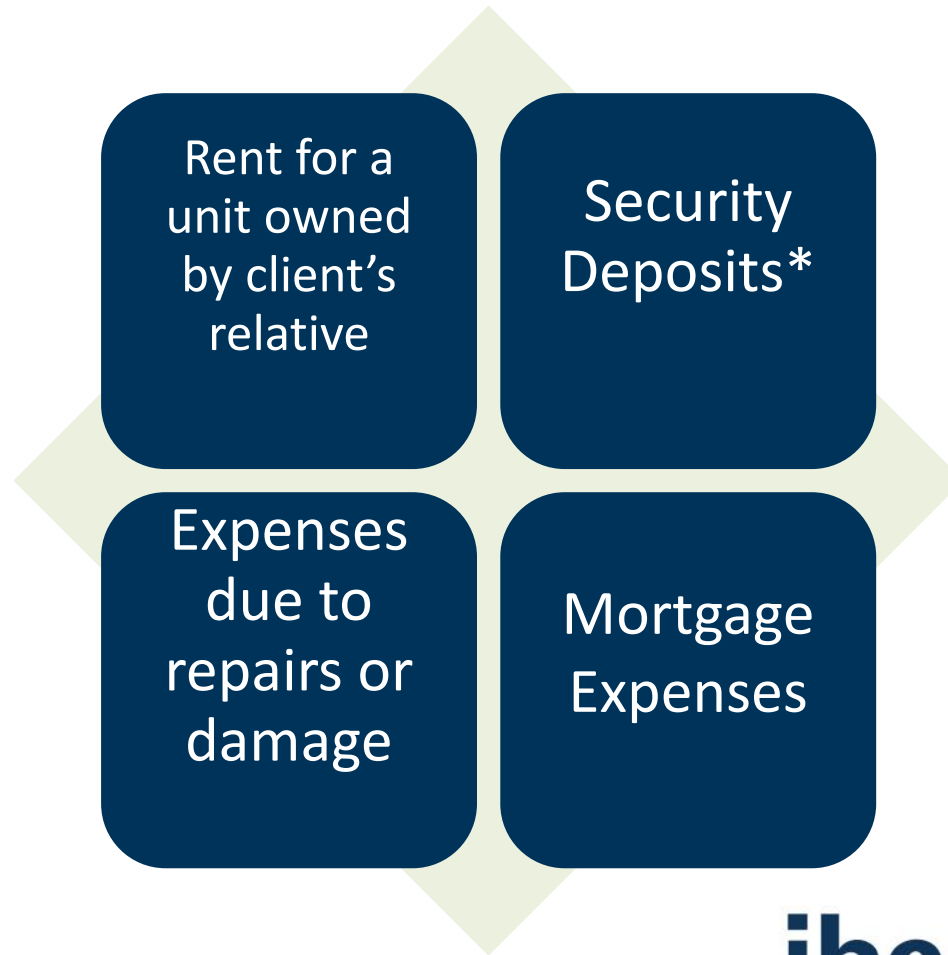 Rent for a
unit owned
by client’s
relative
Security
Deposits*
Expenses
due to
repairs or
damage
Mortgage
Expenses